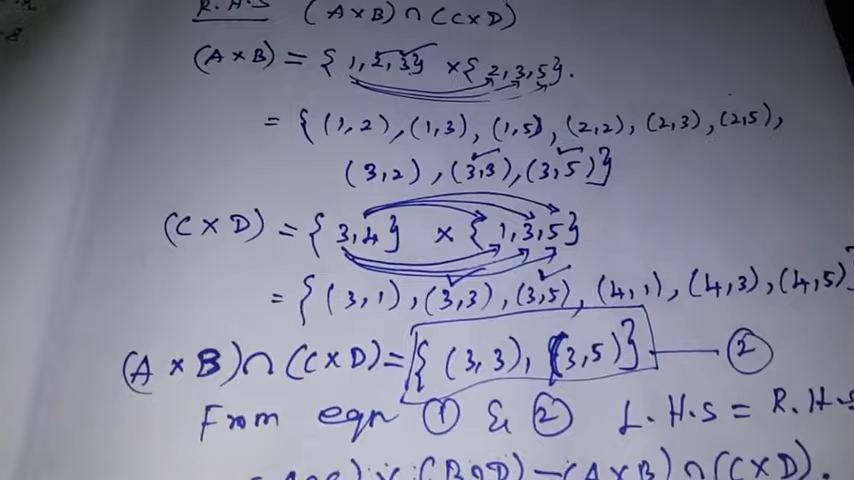 R.H.S (A×B)∩(C×D)
(A×B) = {1,2,3} ×{2,3,5}.
= {(1,2),(1,3),(1,5),(2,2),(2,3),(2,5),
(3,2),(3,3),(3,5)}
(C×D) = {3,4} ×{1,3,5}
= {(3,1),(3,3),(3,5),(4,1),(4,3),(4,5)}
(A×B)∩(C×D)={(3,3),(3,5)} — ②
From eqn ① & ② L.H.S = R.H.S
(A∩C)×(B∩D)=(A×B)∩(C×D).